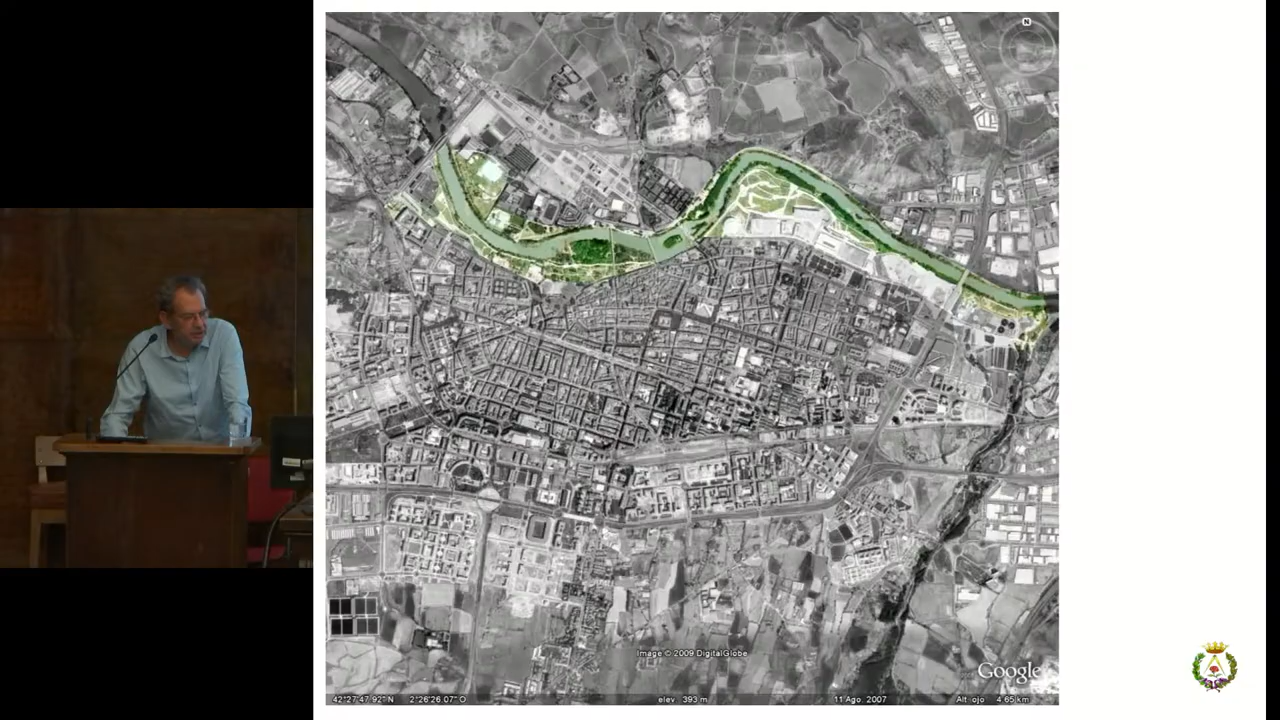 N
Image © 2009 DigitalGlobe
Google
42°27'47.92"N 2°26'26.07"O elev 393 m 11 Ago. 2007 Alt. ojo 4.65 km